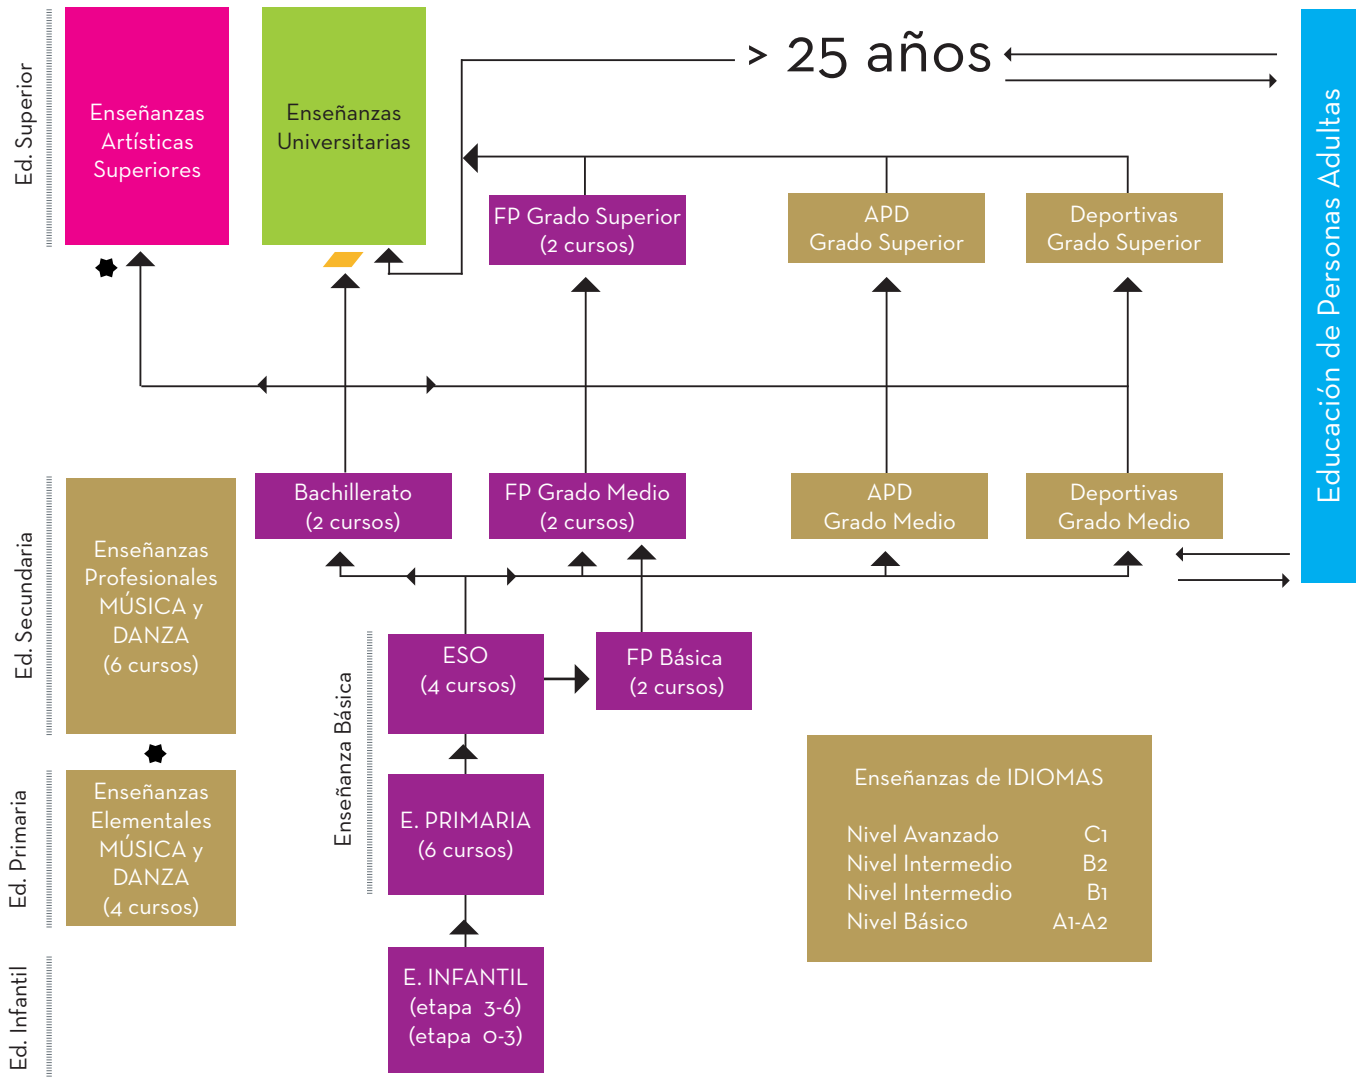 Ed. Superior
Enseñanzas
Artísticas
Superiores
Enseñanzas
Universitarias
> 25 años
FP Grado Superior
(2 cursos)
APD
Grado Superior
Deportivas
Grado Superior
Educación de Personas Adultas
Ed. Secundaria
Enseñanzas
Profesionales
MÚSICA y
DANZA
(6 cursos)
Bachillerato
(2 cursos)
FP Grado Medio
(2 cursos)
APD
Grado Medio
Deportivas
Grado Medio
Enseñanza Básica
ESO
(4 cursos)
FP Básica
(2 cursos)
Ed. Primaria
Enseñanzas
Elementales
MÚSICA y
DANZA
(4 cursos)
E. PRIMARIA
(6 cursos)
Enseñanzas de IDIOMAS
Nivel Avanzado C1
Nivel Intermedio B2
Nivel Intermedio B1
Nivel Básico A1-A2
Ed. Infantil
E. INFANTIL
(etapa 3-6)
(etapa 0-3)